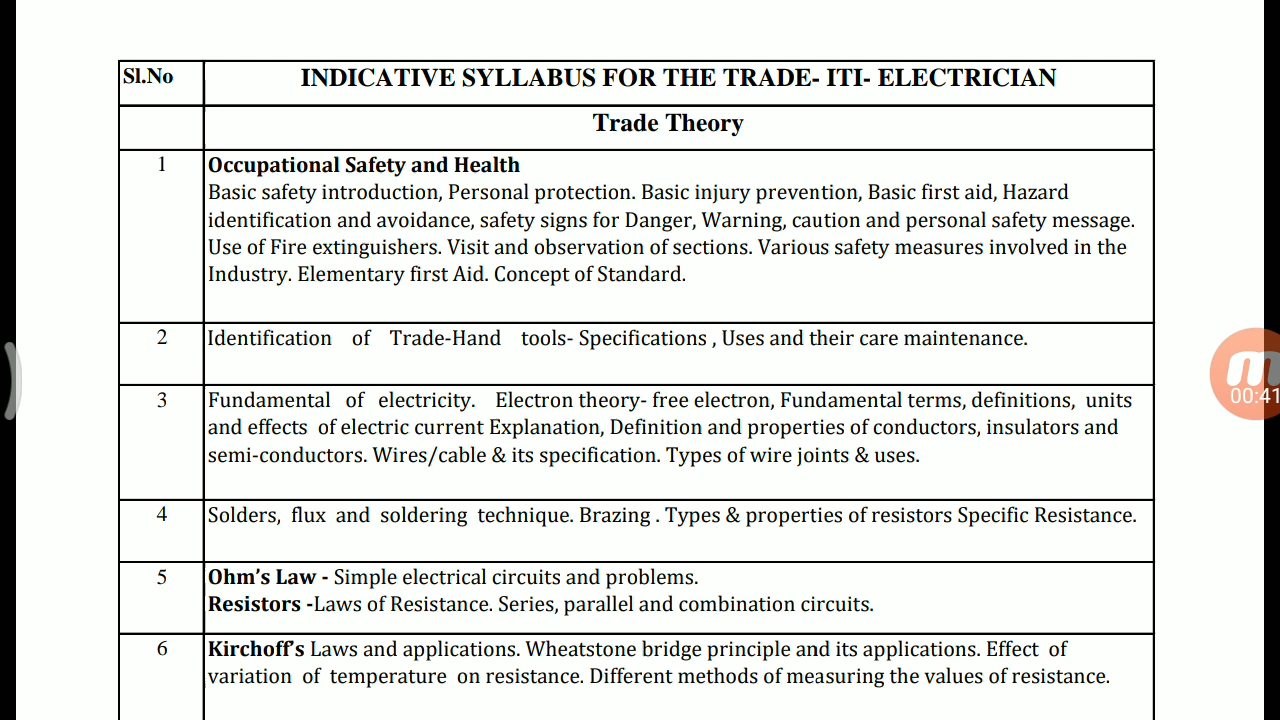 Sl.No
INDICATIVE SYLLABUS FOR THE TRADE- ITI- ELECTRICIAN
Trade Theory
1
Occupational Safety and Health
Basic safety introduction, Personal protection. Basic injury prevention, Basic first aid, Hazard
identification and avoidance, safety signs for Danger, Warning, caution and personal safety message.
Use of Fire extinguishers. Visit and observation of sections. Various safety measures involved in the
Industry. Elementary first Aid. Concept of Standard.
2
Identification of Trade-Hand tools- Specifications , Uses and their care maintenance.
3
Fundamental of electricity. Electron theory- free electron, Fundamental terms, definitions, units
and effects of electric current Explanation, Definition and properties of conductors, insulators and
semi-conductors. Wires/cable & its specification. Types of wire joints & uses.
4
Solders, flux and soldering technique. Brazing . Types & properties of resistors Specific Resistance.
5
Ohm's Law - Simple electrical circuits and problems.
Resistors -Laws of Resistance. Series, parallel and combination circuits.
6
Kirchoff's Laws and applications. Wheatstone bridge principle and its applications. Effect of
variation of temperature on resistance. Different methods of measuring the values of resistance.
00:41